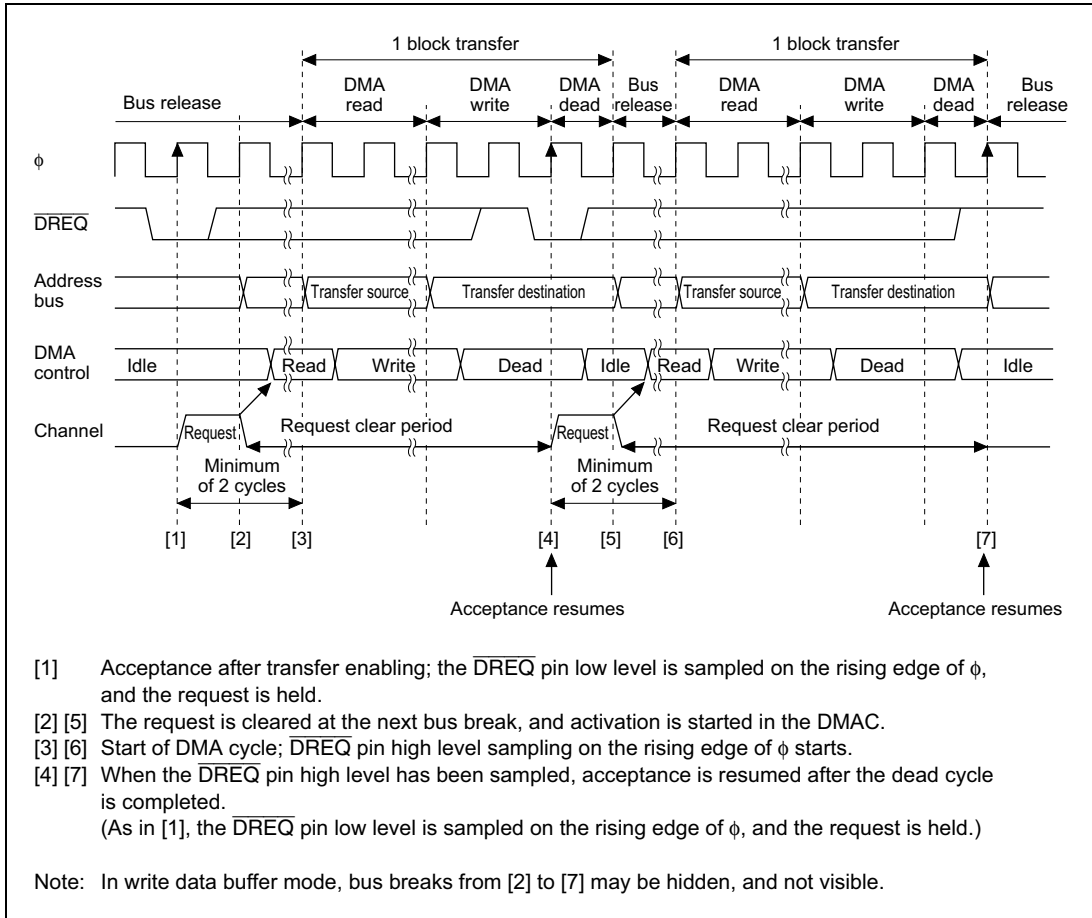 1 block transfer 1 block transfer
DMA read DMA write DMA dead Bus release DMA read DMA write DMA dead Bus release
Bus release
φ
DREQ
Address bus Transfer source Transfer destination Transfer source Transfer destination
DMA control Idle Read Write Dead Idle Read Write Dead Idle
Channel Request Request clear period Request Request clear period
Minimum of 2 cycles Minimum of 2 cycles
[1] [2] [3] [4] [5] [6] [7]
Acceptance resumes Acceptance resumes
[1] Acceptance after transfer enabling; the DREQ pin low level is sampled on the rising edge of φ,
and the request is held.
[2] [5] The request is cleared at the next bus break, and activation is started in the DMAC.
[3] [6] Start of DMA cycle; DREQ pin high level sampling on the rising edge of φ starts.
[4] [7] When the DREQ pin high level has been sampled, acceptance is resumed after the dead cycle
is completed.
(As in [1], the DREQ pin low level is sampled on the rising edge of φ, and the request is held.)
Note: In write data buffer mode, bus breaks from [2] to [7] may be hidden, and not visible.